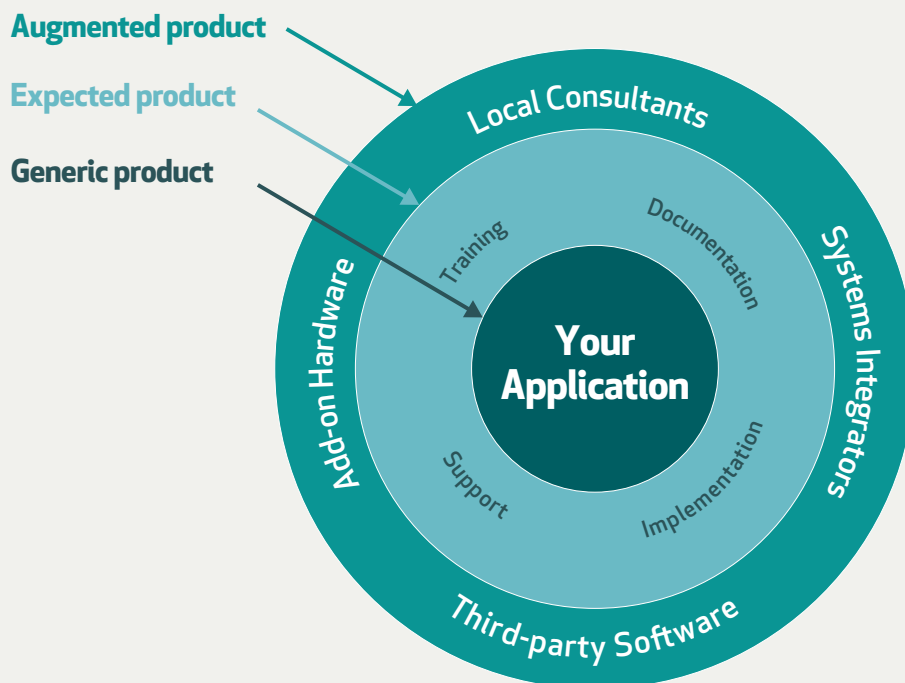 Augmented product
Expected product
Generic product
Local Consultants
Training
Documentation
Add-on Hardware
Systems Integrators
Your
Application
Support
Implementation
Third-party Software